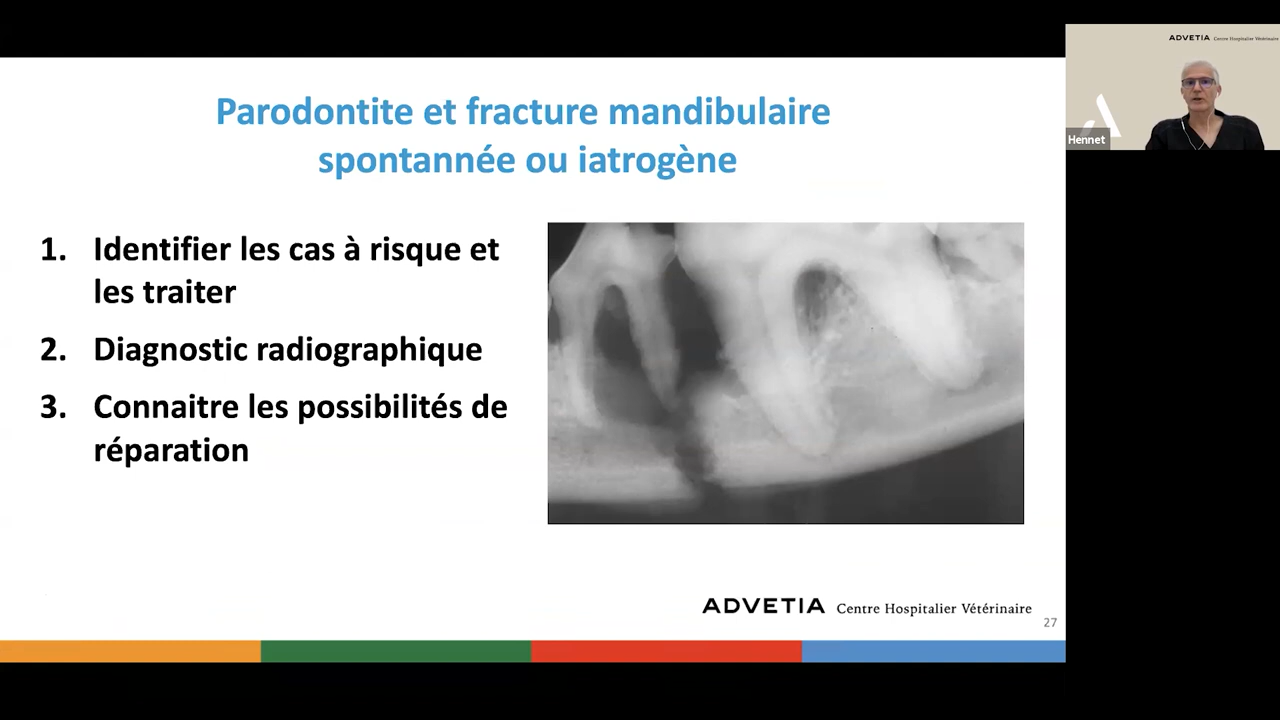 Parodontite et fracture mandibulaire
spontannée ou iatrogène
1. Identifier les cas à risque et
les traiter
2. Diagnostic radiographique
3. Connaitre les possibilités de
réparation
ADVETIA Centre Hospitalier Vétérinaire
27
ADVETIA Centre Hospitalier Vétérinaire
Hennet